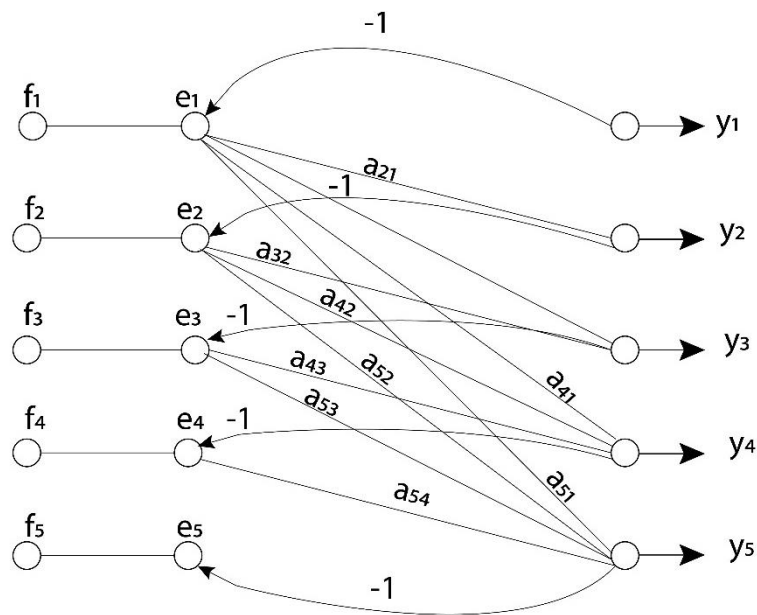 -1
f₁ e₁ y₁
a₂₁
f₂ e₂ -1 y₂
a₃₂
a₄₂
f₃ e₃ -1 y₃
a₄₃ a₅₂ a₄₁
a₅₃
f₄ e₄ -1 y₄
a₅₄ a₅₁
f₅ e₅ y₅
-1